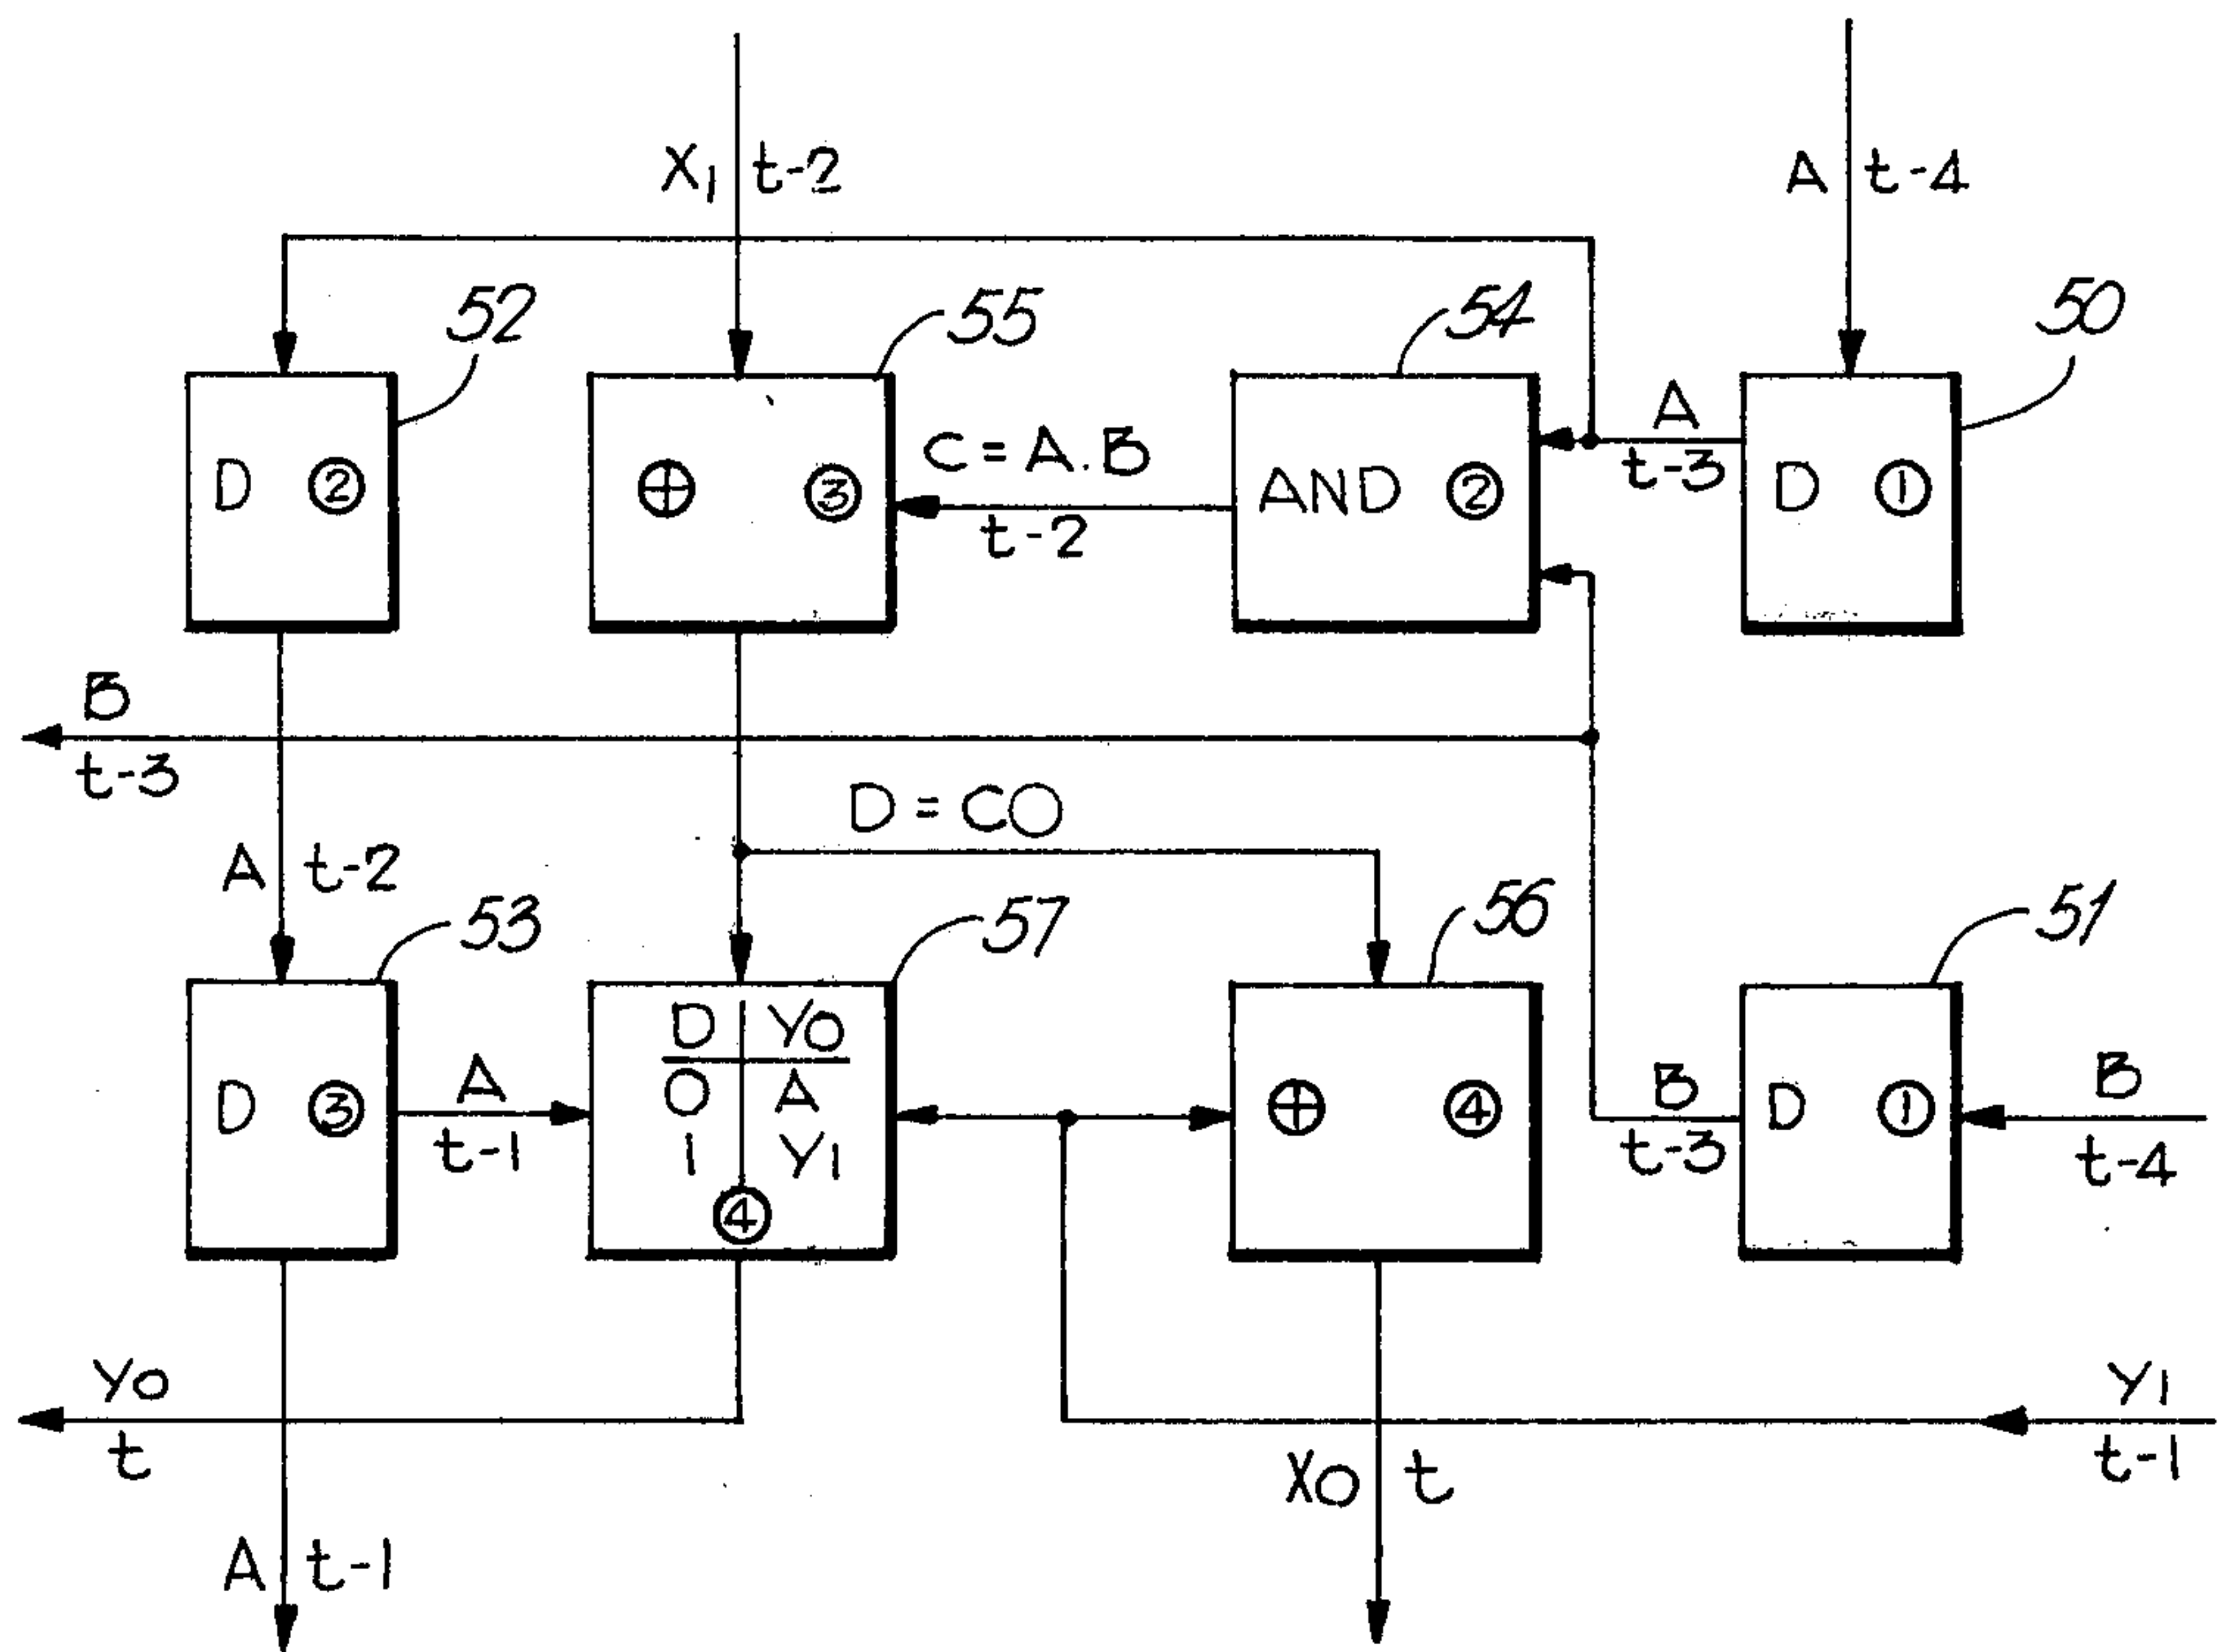 X1 t-2
A t-4
52
55
54
50
A
t-3
C = A.B
t-2
D ②
⊕ ③
AND ②
D ①
B
t-3
D = CO
A t-2
53
57
56
51
D Y0
0 A
1 Y1
④
D ③
A
t-1
⊕ ④
B
t-3
D ①
B
t-4
Y0
t
Y1
t-1
X0 t
A t-1